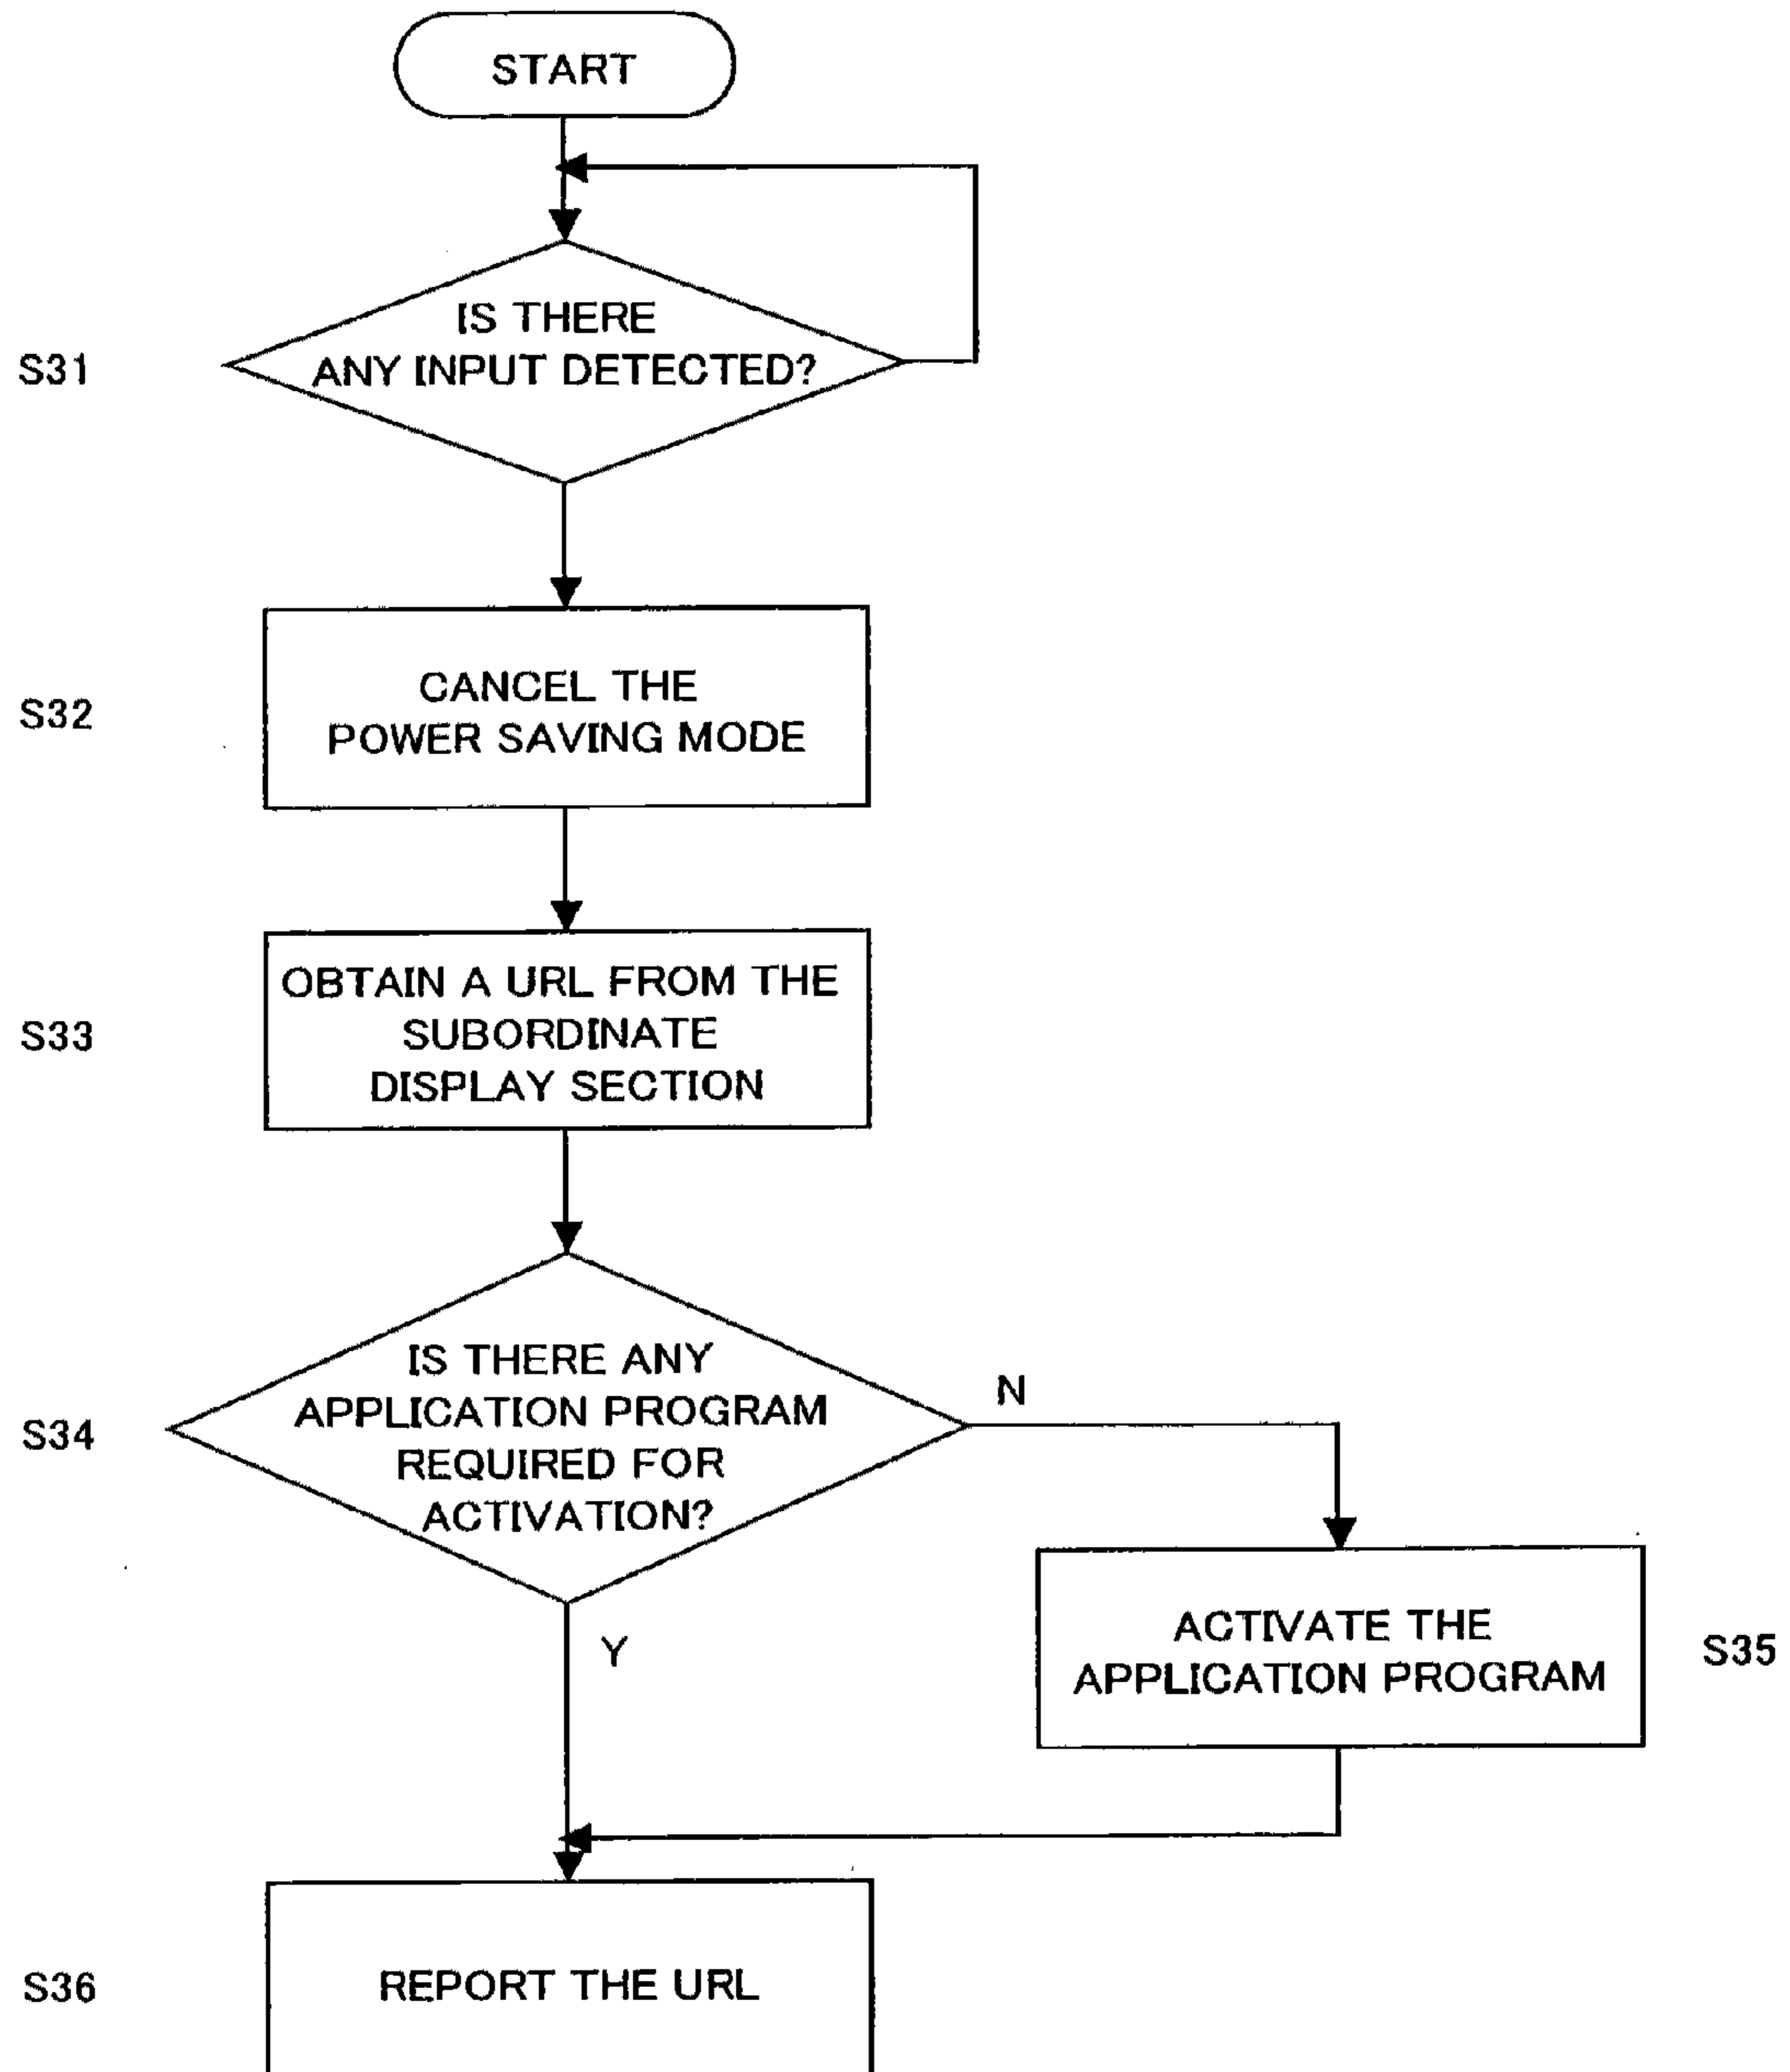 START
IS THERE
ANY INPUT DETECTED?
S31
CANCEL THE
POWER SAVING MODE
S32
OBTAIN A URL FROM THE
SUBORDINATE
DISPLAY SECTION
S33
IS THERE ANY
APPLICATION PROGRAM
REQUIRED FOR
ACTIVATION?
S34
N
Y
ACTIVATE THE
APPLICATION PROGRAM
S35
REPORT THE URL
S36